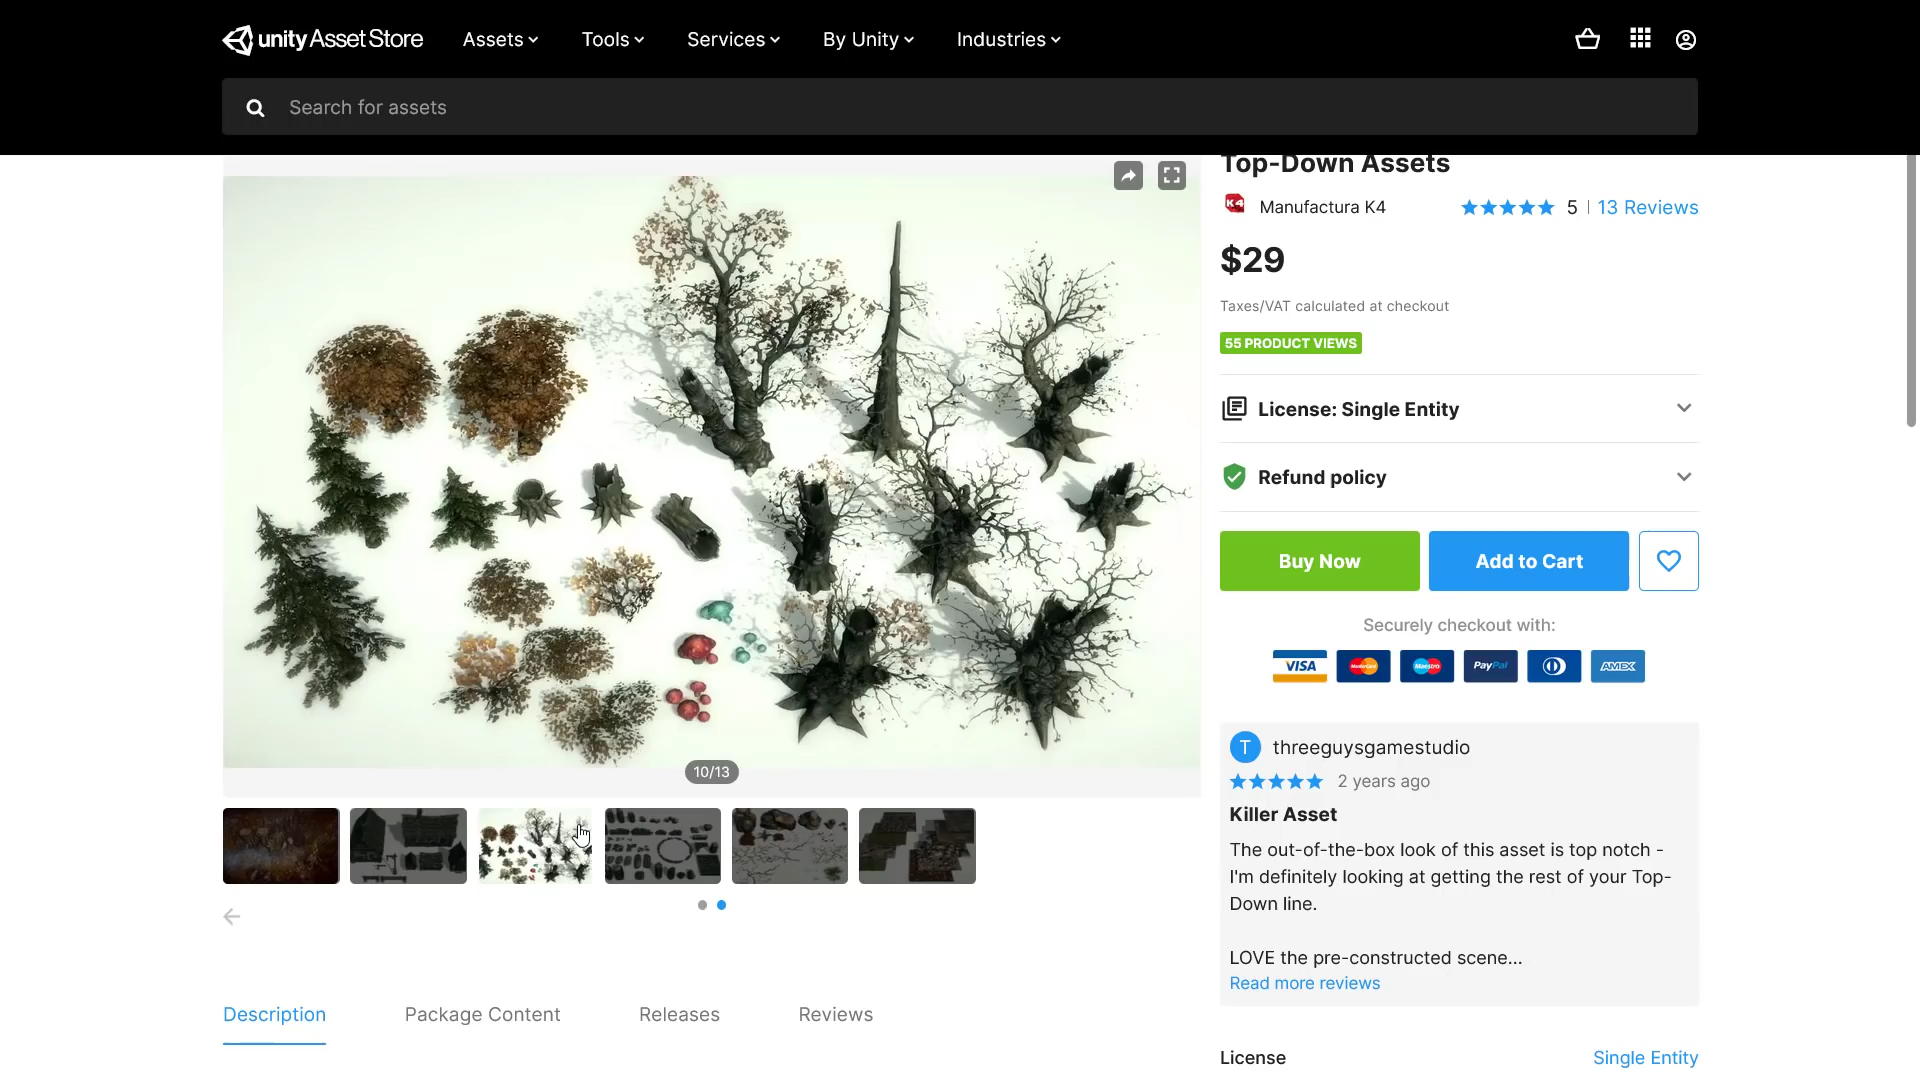 unity Asset Store
Assets
Tools
Services
By Unity
Industries
Search for assets
Top-Down Assets
K4
Manufactura K4
5 | 13 Reviews
$29
Taxes/VAT calculated at checkout
55 PRODUCT VIEWS
License: Single Entity
Refund policy
Buy Now
Add to Cart
Securely checkout with:
VISA
MasterCard
Maestro
PayPal
AMEX
10/13
T
threeguysgamestudio
2 years ago
Killer Asset
The out-of-the-box look of this asset is top notch -
I'm definitely looking at getting the rest of your Top-
Down line.
LOVE the pre-constructed scene...
Read more reviews
Description
Package Content
Releases
Reviews
License
Single Entity